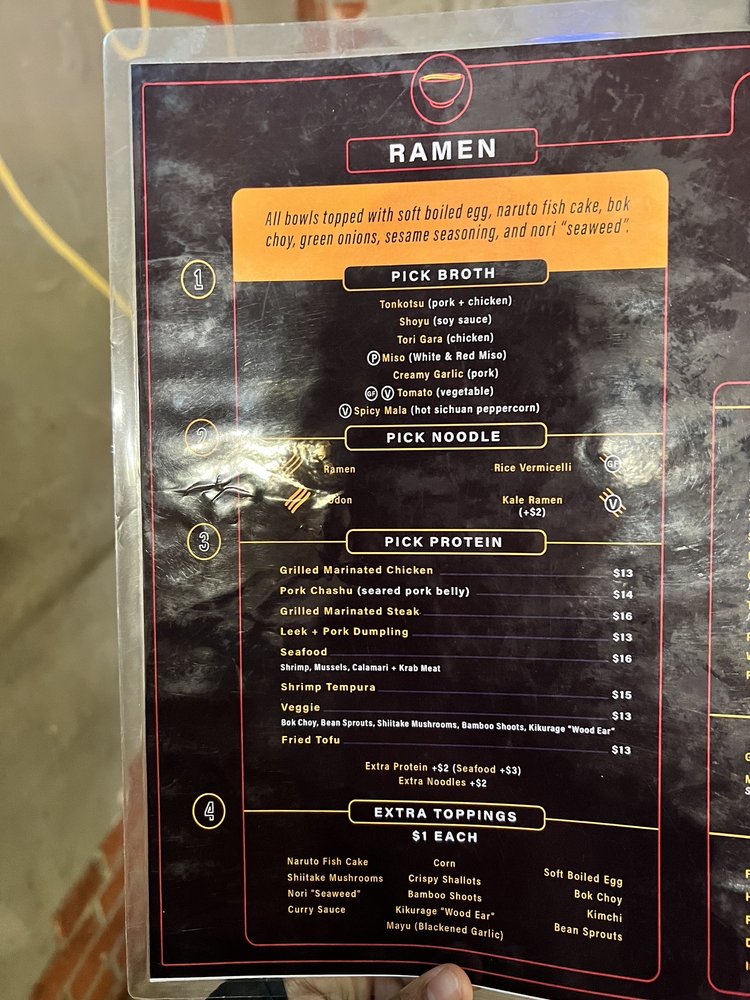 RAMEN
All bowls topped with soft boiled egg, naruto fish cake, bok
choy, green onions, sesame seasoning, and nori "seaweed".
1
PICK BROTH
Tonkotsu (pork + chicken)
Shoyu (soy sauce)
Tori Gara (chicken)
P Miso (White & Red Miso)
Creamy Garlic (pork)
GF V Tomato (vegetable)
V Spicy Mala (hot sichuan peppercorn)
2
PICK NOODLE
Ramen
Rice Vermicelli GF
Kale Ramen V
(+$2)
3
PICK PROTEIN
Grilled Marinated Chicken $13
Pork Chashu (seared pork belly) $14
Grilled Marinated Steak $16
Leek + Pork Dumpling $13
Seafood $16
Shrimp, Mussels, Calamari + Krab Meat
Shrimp Tempura $15
Veggie $13
Bok Choy, Bean Sprouts, Shiitake Mushrooms, Bamboo Shoots, Kikurage "Wood Ear"
Fried Tofu $13
Extra Protein +$2 (Seafood +$3)
Extra Noodles +$2
4
EXTRA TOPPINGS
$1 EACH
Naruto Fish Cake
Shiitake Mushrooms
Nori "Seaweed"
Curry Sauce
Corn
Crispy Shallots
Bamboo Shoots
Kikurage "Wood Ear"
Mayu (Blackened Garlic)
Soft Boiled Egg
Bok Choy
Kimchi
Bean Sprouts